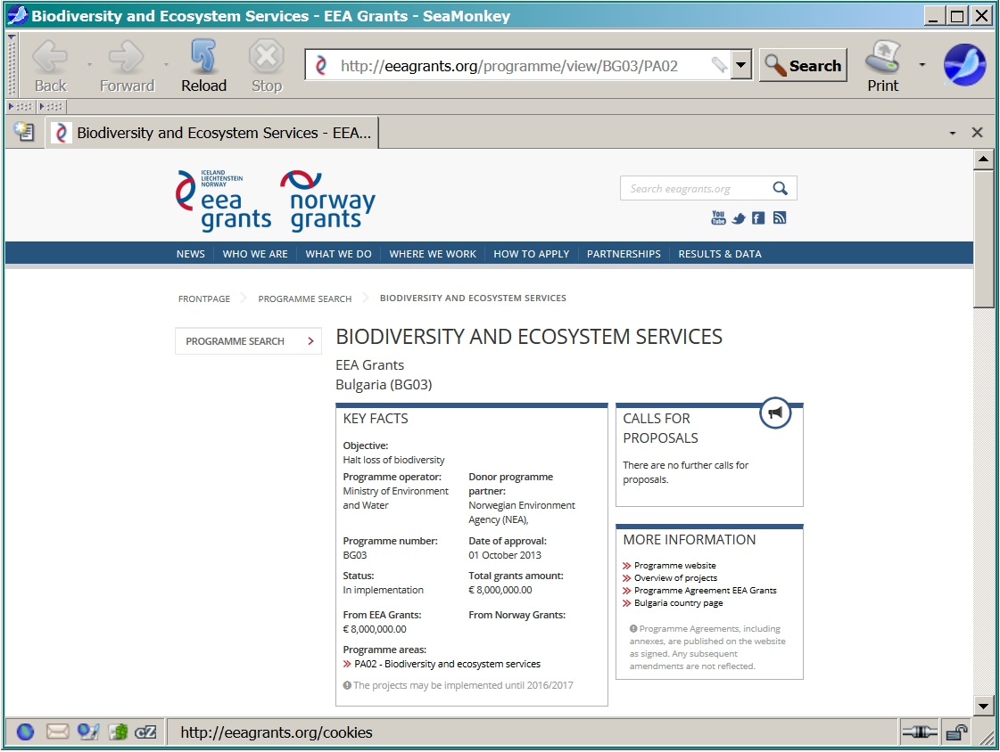 Biodiversity and Ecosystem Services - EEA Grants - SeaMonkey
Back
Forward
Reload
Stop
http://eeagrants.org/programme/view/BG03/PA02
Search
Print
Biodiversity and Ecosystem Services - EEA...
ICELAND
LIECHTENSTEIN
NORWAY
eea
grants
norway
grants
Search eeagrants.org
You
Tube
NEWS WHO WE ARE WHAT WE DO WHERE WE WORK HOW TO APPLY PARTNERSHIPS RESULTS & DATA
FRONTPAGE PROGRAMME SEARCH BIODIVERSITY AND ECOSYSTEM SERVICES
PROGRAMME SEARCH
BIODIVERSITY AND ECOSYSTEM SERVICES
EEA Grants
Bulgaria (BG03)
KEY FACTS
Objective:
Halt loss of biodiversity
Programme operator:
Ministry of Environment
and Water
Donor programme
partner:
Norwegian Environment
Agency (NEA),
Programme number:
BG03
Date of approval:
01 October 2013
Status:
In implementation
Total grants amount:
€ 8,000,000.00
From EEA Grants:
€ 8,000,000.00
From Norway Grants:
Programme areas:
PA02 - Biodiversity and ecosystem services
The projects may be implemented until 2016/2017
CALLS FOR
PROPOSALS
There are no further calls for
proposals.
MORE INFORMATION
Programme website
Overview of projects
Programme Agreement EEA Grants
Bulgaria country page
Programme Agreements, including
annexes, are published on the website
as signed. Any subsequent
amendments are not reflected.
cZ
http://eeagrants.org/cookies